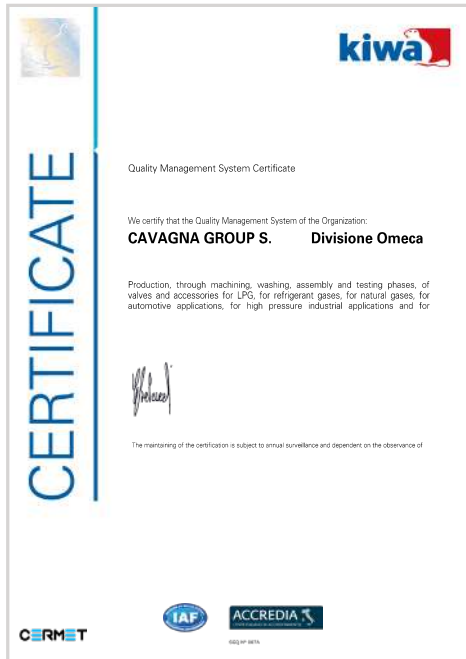 kiwa
CERTIFICATE
Quality Management System Certificate
We certify that the Quality Management System of the Organization:
CAVAGNA GROUP S. Divisione Omeca
Production, through machining, washing, assembly and testing phases, of
valves and accessories for LPG, for refrigerant gases, for natural gases, for
automotive applications, for high pressure industrial applications and for
The maintaining of the certification is subject to annual surveillance and dependent on the observance of
CERMET
IAF
ACCREDIA